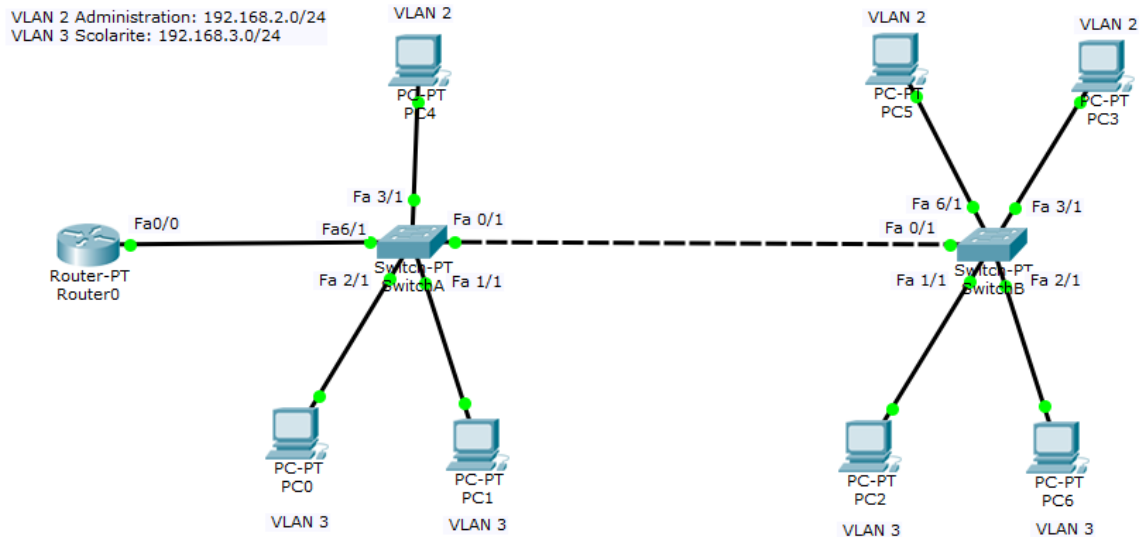 VLAN 2 Administration: 192.168.2.0/24
VLAN 3 Scolarite: 192.168.3.0/24
VLAN 2
PC-PT
PC4
VLAN 2
PC-PT
PC5
VLAN 2
PC-PT
PC3
Fa 3/1
Fa0/0
Fa6/1
Fa 0/1
Router-PT
Router0
Switch-PT
SwitchA
Fa 2/1
Fa 1/1
Fa 6/1
Fa 3/1
Fa 0/1
Switch-PT
SwitchB
Fa 1/1
Fa 2/1
PC-PT
PC0
VLAN 3
PC-PT
PC1
VLAN 3
PC-PT
PC2
VLAN 3
PC-PT
PC6
VLAN 3